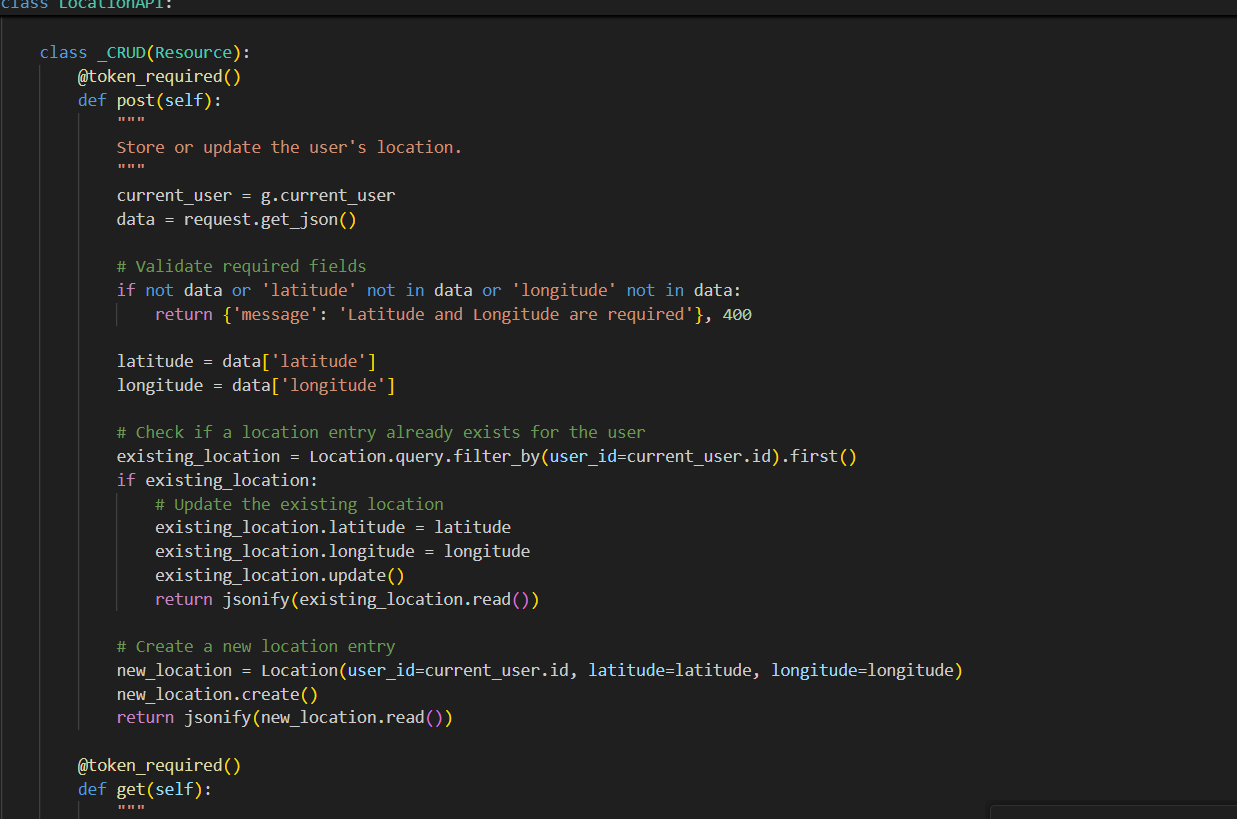 class LocationAPI:
class _CRUD(Resource):
@token_required()
def post(self):
"""
Store or update the user's location.
"""
current_user = g.current_user
data = request.get_json()
# Validate required fields
if not data or 'latitude' not in data or 'longitude' not in data:
return {'message': 'Latitude and Longitude are required'}, 400
latitude = data['latitude']
longitude = data['longitude']
# Check if a location entry already exists for the user
existing_location = Location.query.filter_by(user_id=current_user.id).first()
if existing_location:
# Update the existing location
existing_location.latitude = latitude
existing_location.longitude = longitude
existing_location.update()
return jsonify(existing_location.read())
# Create a new location entry
new_location = Location(user_id=current_user.id, latitude=latitude, longitude=longitude)
new_location.create()
return jsonify(new_location.read())
@token_required()
def get(self):
"""